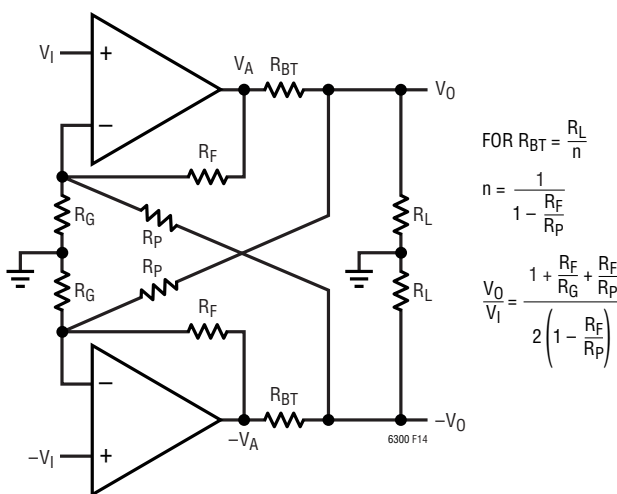 V_I
+
−
V_A
R_BT
V_O
R_F
R_G
R_P
R_L
R_P
R_G
R_L
R_F
−
+
−V_I
R_BT
−V_A
−V_O
6300 F14
FOR R_BT = R_L/n
n = 1/(1 − R_F/R_P)
V_O/V_I = (1 + R_F/R_G + R_F/R_P)/(2(1 − R_F/R_P))